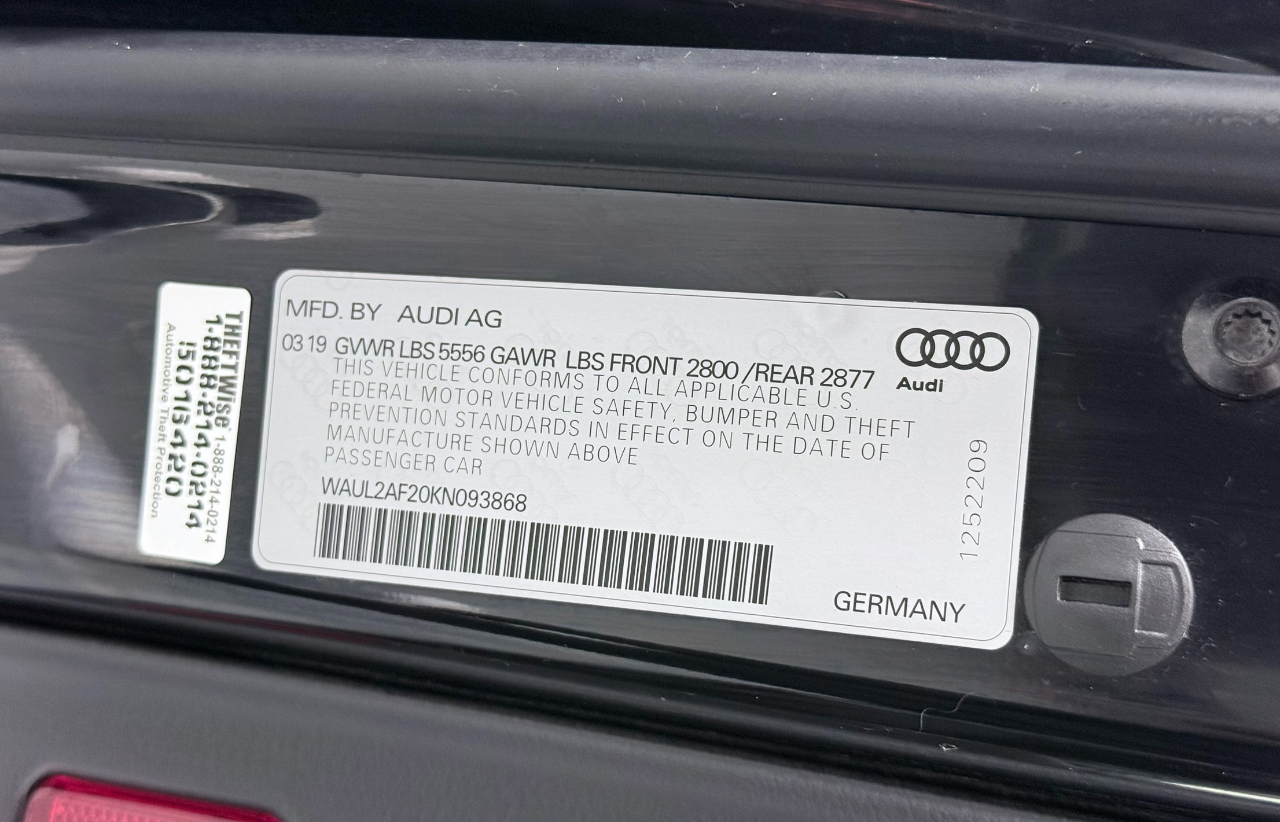 MFD. BY AUDI AG
03 19 GVWR LBS 5556 GAWR LBS FRONT 2800 /REAR 2877
THIS VEHICLE CONFORMS TO ALL APPLICABLE U.S.
FEDERAL MOTOR VEHICLE SAFETY, BUMPER AND THEFT
PREVENTION STANDARDS IN EFFECT ON THE DATE OF
MANUFACTURE SHOWN ABOVE
PASSENGER CAR
WAUL2AF20KN093868
Audi
1252209
GERMANY
THEFTWISE 1-888-214-0214
1-888-214-0214
50164420
Automotive Theft Protection